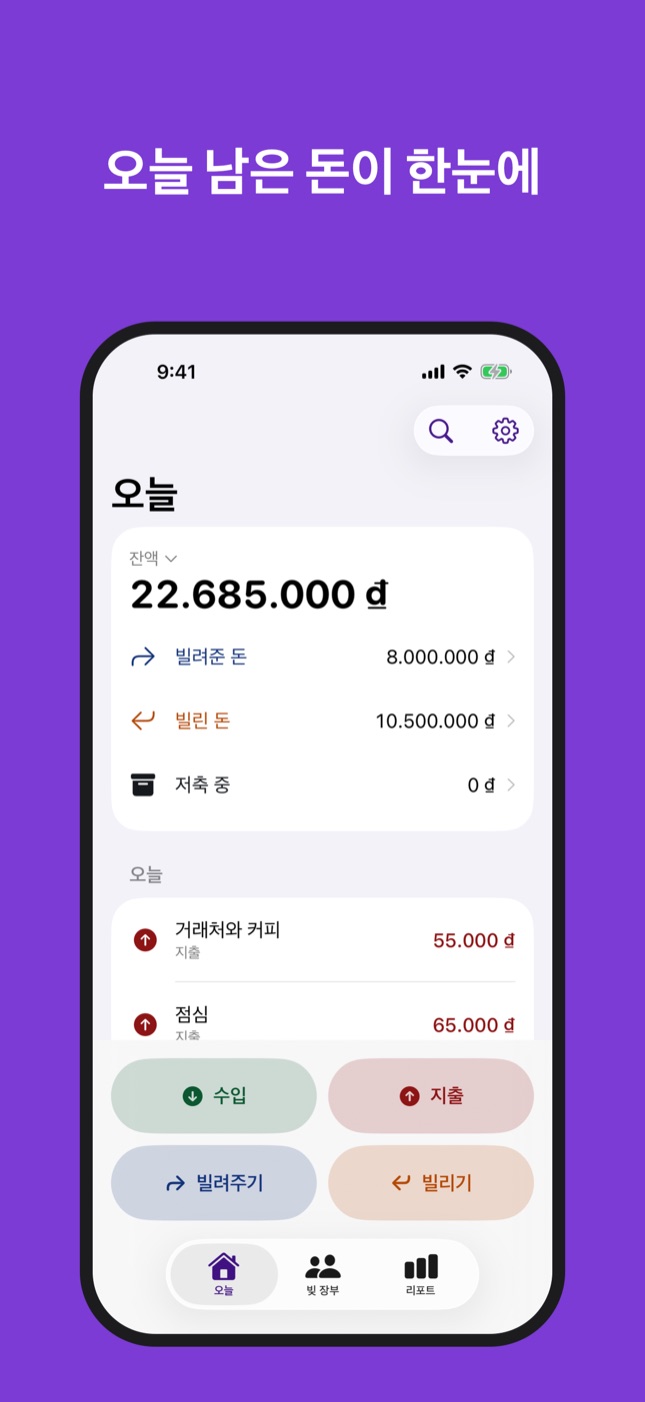 오늘 남은 돈이 한눈에
9:41
오늘
잔액
22.685.000 ₫
빌려준 돈 8.000.000 ₫
빌린 돈 10.500.000 ₫
저축 중 0 ₫
오늘
거래처와 커피
지출
55.000 ₫
점심
지출
65.000 ₫
수입 지출
빌려주기 빌리기
오늘 빚 장부 리포트